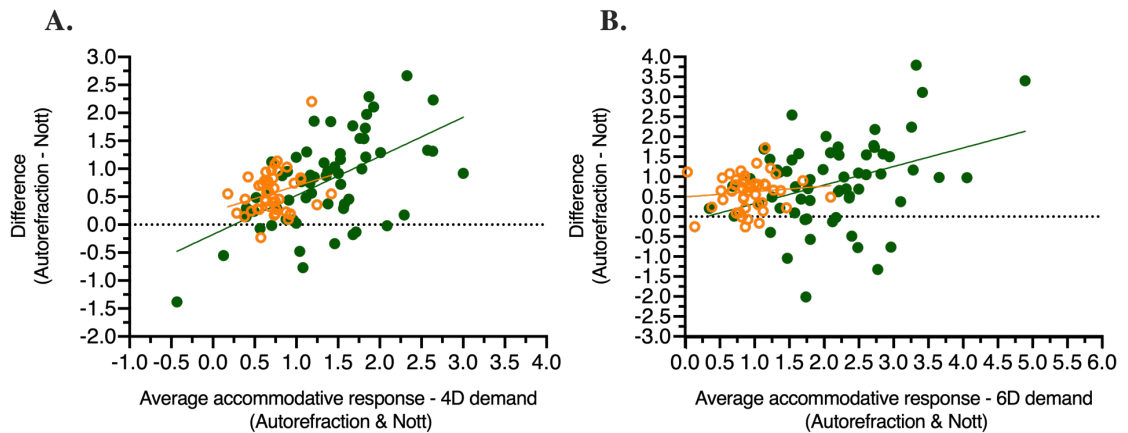 A.
Difference
(Autorefraction - Nott)
3.0
2.5
2.0
1.5
1.0
0.5
0.0
-0.5
-1.0
-1.5
-2.0
-1.0 -0.5 0.0 0.5 1.0 1.5 2.0 2.5 3.0 3.5 4.0
Average accommodative response - 4D demand
(Autorefraction & Nott)
B.
Difference
(Autorefraction - Nott)
4.0
3.5
3.0
2.5
2.0
1.5
1.0
0.5
0.0
-0.5
-1.0
-1.5
-2.0
-2.5
-3.0
0.0 0.5 1.0 1.5 2.0 2.5 3.0 3.5 4.0 4.5 5.0 5.5 6.0
Average accommodative response - 6D demand
(Autorefraction & Nott)